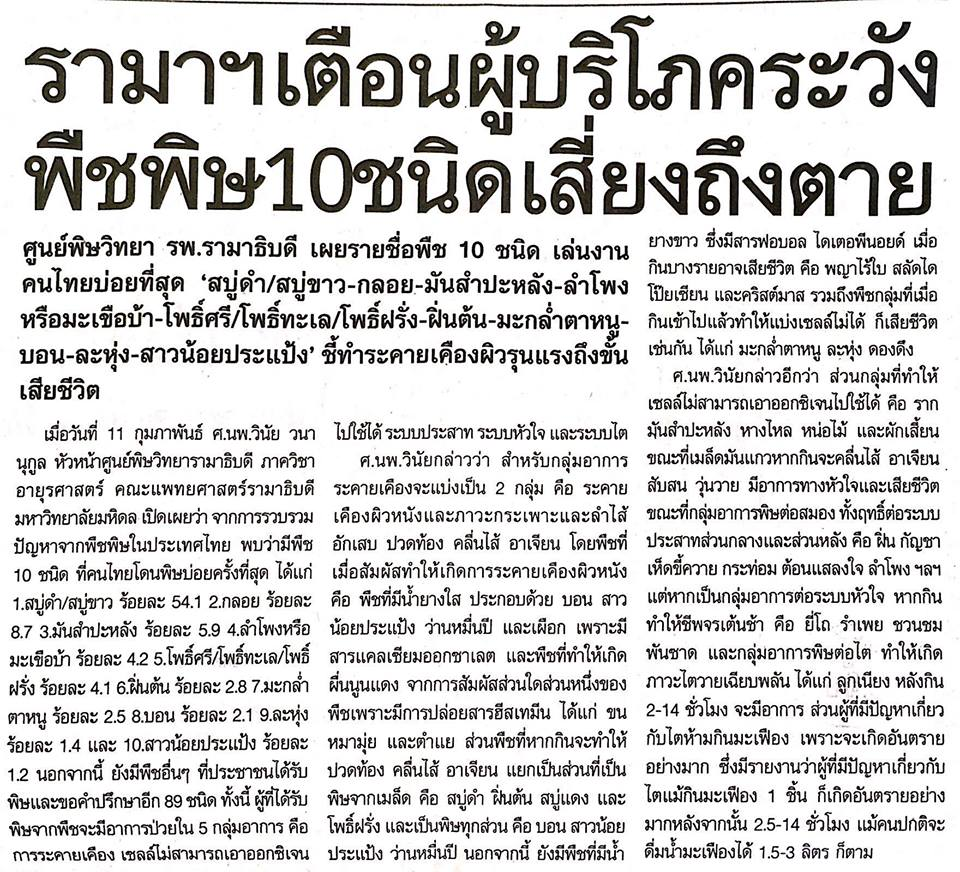 รามาฯเตือนผู้บริโภคระวัง
พืชพิษ10ชนิดเสี่ยงถึงตาย
ศูนย์พิษวิทยา รพ.รามาธิบดี เผยรายชื่อพืช 10 ชนิด เล่นงาน
คนไทยบ่อยที่สุด ‘สบู่ดำ/สบู่ขาว-กลอย-มันสำปะหลัง-ลำโพง
หรือมะเขือบ้า-โพธิ์ศรี/โพธิ์ทะเล/โพธิ์ฝรั่ง-ฝิ่นต้น-มะกล่ำตาหนู-
บอน-ละหุ่ง-สาวน้อยประแป้ง’ ชี้ทำระคายเคืองผิวรุนแรงถึงขั้น
เสียชีวิต
เมื่อวันที่ 11 กุมภาพันธ์ ศ.นพ.วินัย วนา
นุกูล หัวหน้าศูนย์พิษวิทยารามาธิบดี ภาควิชา
อายุรศาสตร์ คณะแพทยศาสตร์รามาธิบดี
มหาวิทยาลัยมหิดล เปิดเผยว่า จากการรวบรวม
ปัญหาจากพืชพิษในประเทศไทย พบว่ามีพืช
10 ชนิด ที่คนไทยโดนพิษบ่อยครั้งที่สุด ได้แก่
1.สบู่ดำ/สบู่ขาว ร้อยละ 54.1 2.กลอย ร้อยละ
8.7 3.มันสำปะหลัง ร้อยละ 5.9 4.ลำโพงหรือ
มะเขือบ้า ร้อยละ 4.2 5.โพธิ์ศรี/โพธิ์ทะเล/โพธิ์
ฝรั่ง ร้อยละ 4.1 6.ฝิ่นต้น ร้อยละ 2.8 7.มะกล่ำ
ตาหนู ร้อยละ 2.5 8.บอน ร้อยละ 2.1 9.ละหุ่ง
ร้อยละ 1.4 และ 10.สาวน้อยประแป้ง ร้อยละ
1.2 นอกจากนี้ ยังมีพืชอื่นๆ ที่ประชาชนได้รับ
พิษและขอคำปรึกษาอีก 89 ชนิด ทั้งนี้ ผู้ที่ได้รับ
พิษจากพืชจะมีอาการป่วยใน 5 กลุ่มอาการ คือ
การระคายเคือง เซลล์ไม่สามารถเอาออกซิเจน
ไปใช้ได้ ระบบประสาท ระบบหัวใจ และระบบไต
ศ.นพ.วินัยกล่าวว่า สำหรับกลุ่มอาการ
ระคายเคืองจะแบ่งเป็น 2 กลุ่ม คือ ระคาย
เคืองผิวหนังและภาวะกระเพาะและลำไส้
อักเสบ ปวดท้อง คลื่นไส้ อาเจียน โดยพืชที่
เมื่อสัมผัสทำให้เกิดการระคายเคืองผิวหนัง
คือ พืชที่มีน้ำยางใส ประกอบด้วย บอน สาว
น้อยประแป้ง ว่านหมื่นปี และเผือก เพราะมี
สารแคลเซียมออกซาเลต และพืชที่ทำให้เกิด
ผื่นนูนแดง จากการสัมผัสส่วนใดส่วนหนึ่งของ
พืชเพราะมีการปล่อยสารฮีสเทมีน ได้แก่ ขน
หมามุ่ย และตำแย ส่วนพืชที่หากกินจะทำให้
ปวดท้อง คลื่นไส้ อาเจียน แยกเป็นส่วนที่เป็น
พิษจากเมล็ด คือ สบู่ดำ ฝิ่นต้น สบู่แดง และ
โพธิ์ฝรั่ง และเป็นพิษทุกส่วน คือ บอน สาวน้อย
ประแป้ง ว่านหมื่นปี นอกจากนี้ ยังมีพืชที่มีน้ำ
ยางขาว ซึ่งมีสารฟอบอล ไดเตอพีนอยด์ เมื่อ
กินบางรายอาจเสียชีวิต คือ พญาไร้ใบ สลัดได
โป๊ยเซียน และคริสต์มาส รวมถึงพืชกลุ่มที่เมื่อ
กินเข้าไปแล้วทำให้แบ่งเซลล์ไม่ได้ ก็เสียชีวิต
เช่นกัน ได้แก่ มะกล่ำตาหนู ละหุ่ง ดองดึง
ศ.นพ.วินัยกล่าวอีกว่า ส่วนกลุ่มที่ทำให้
เซลล์ไม่สามารถเอาออกซิเจนไปใช้ได้ คือ ราก
มันสำปะหลัง หางไหล หน่อไม้ และผักเสี้ยน
ขณะที่เมล็ดมันแกวหากกินจะคลื่นไส้ อาเจียน
สับสน วุ่นวาย มีอาการทางหัวใจและเสียชีวิต
ขณะที่กลุ่มอาการพิษต่อสมอง ทั้งฤทธิ์ต่อระบบ
ประสาทส่วนกลางและส่วนหลัง คือ ฝิ่น กัญชา
เห็ดขี้ควาย กระท่อม ต้อนแสลงใจ ลำโพง ฯลฯ
แต่หากเป็นกลุ่มอาการต่อระบบหัวใจ หากกิน
ทำให้ชีพจรเต้นช้า คือ ยี่โถ รำเพย ชวนชม
พันชาด และกลุ่มอาการพิษต่อไต ทำให้เกิด
ภาวะไตวายเฉียบพลัน ได้แก่ ลูกเนียง หลังกิน
2-14 ชั่วโมง จะมีอาการ ส่วนผู้ที่มีปัญหาเกี่ยว
กับไตห้ามกินมะเฟือง เพราะจะเกิดอันตราย
อย่างมาก ซึ่งมีรายงานว่าผู้ที่มีปัญหาเกี่ยวกับ
ไตแม้กินมะเฟือง 1 ชิ้น ก็เกิดอันตรายอย่าง
มากหลังจากนั้น 2.5-14 ชั่วโมง แม้คนปกติจะ
ดื่มน้ำมะเฟืองได้ 1.5-3 ลิตร ก็ตาม